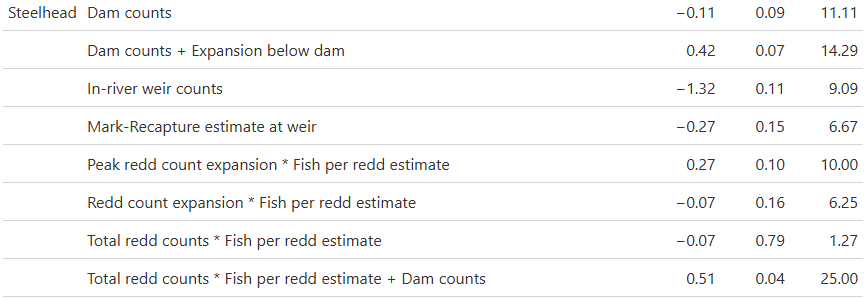 Steelhead Dam counts −0.11 0.09 11.11
Dam counts + Expansion below dam 0.42 0.07 14.29
In-river weir counts −1.32 0.11 9.09
Mark-Recapture estimate at weir −0.27 0.15 6.67
Peak redd count expansion * Fish per redd estimate 0.27 0.10 10.00
Redd count expansion * Fish per redd estimate −0.07 0.16 6.25
Total redd counts * Fish per redd estimate −0.07 0.79 1.27
Total redd counts * Fish per redd estimate + Dam counts 0.51 0.04 25.00